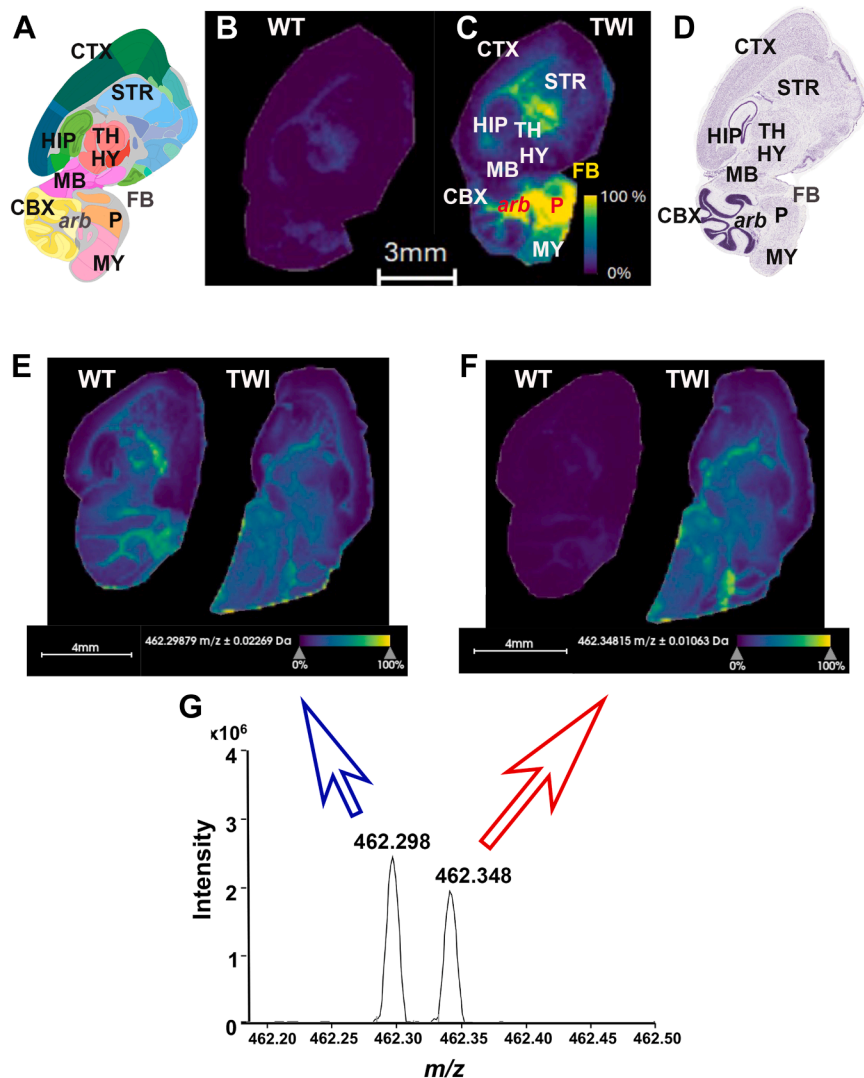 A
CTX
STR
HIP
TH
HY
MB
FB
CBX
arb
P
MY
B
WT
3mm
C
TWI
CTX
STR
HIP
TH
HY
MB
FB
CBX
arb
P
MY
100 %
0%
D
CTX
STR
HIP
TH
HY
MB
FB
CBX
arb
P
MY
E
WT
TWI
4mm
462.29879 m/z ± 0.02269 Da
0%
100%
F
WT
TWI
4mm
462.34815 m/z ± 0.01063 Da
0%
100%
G
x10⁶
4
3
2
1
0
Intensity
462.298
462.348
462.20
462.25
462.30
462.35
462.40
462.45
462.50
m/z